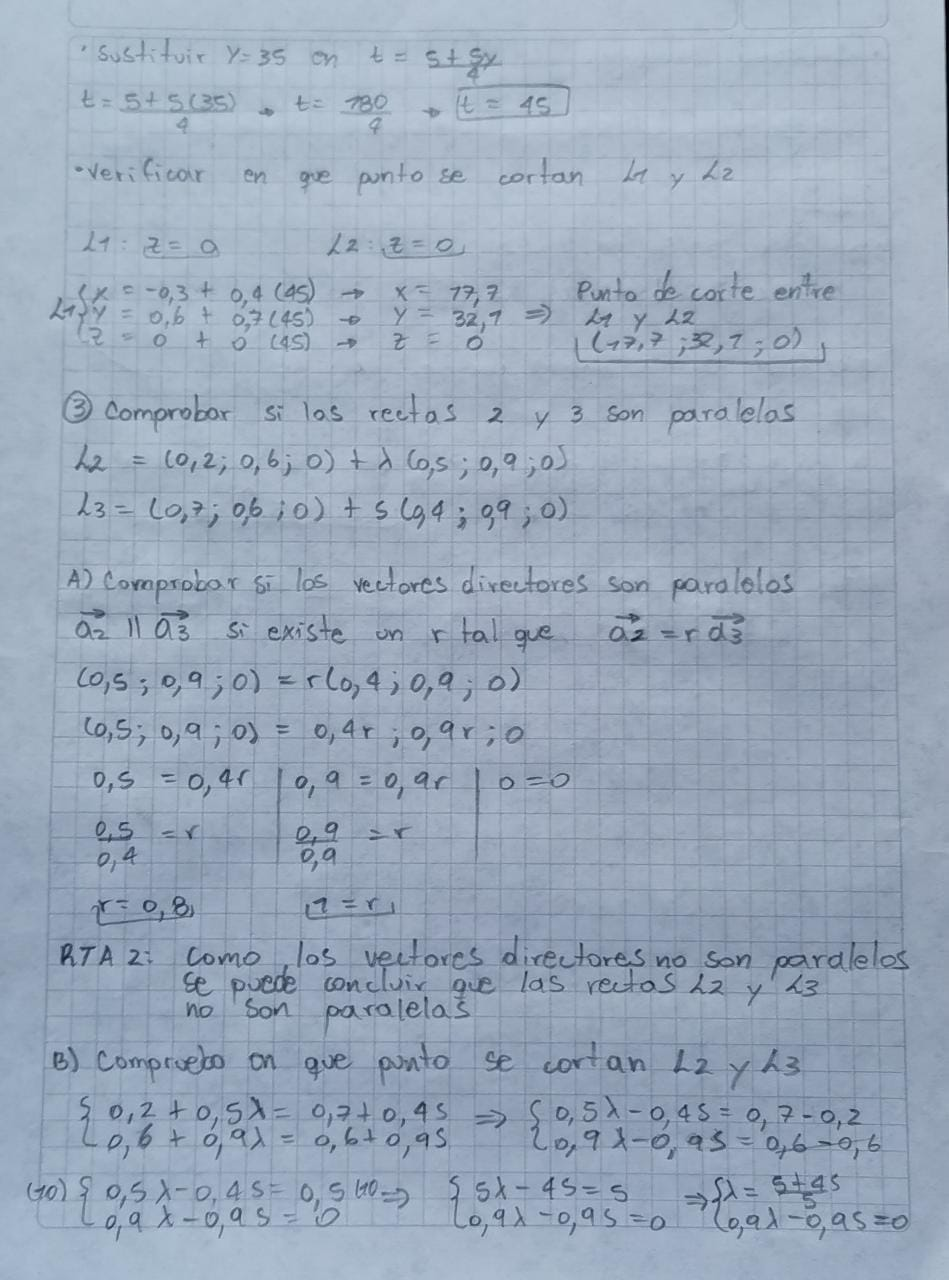 · Sustituir y=35 en t = 5+5y/4
t = 5+5(35)/4 → t= 180/4 → t = 45
• Verificar en que punto se cortan L1 y L2
L1: z=0 L2: z=0
L1 { x = -0,3 + 0,4 (45) → x = 17,7 Punto de corte entre
y = 0,6 + 0,7(45) → y = 32,1 ⇒ L1 y L2
z = 0 + 0 (45) → z = 0 (17,7 ; 32,1 ; 0)
③ Comprobar si las rectas 2 y 3 son paralelas
L2 = (0,2; 0,6; 0) + λ (0,5; 0,9; 0)
L3 = (0,7; 0,6; 0) + s (0,4; 0,9; 0)
A) Comprobar si los vectores directores son paralelos
a2 || a3 si existe un r tal que a2 = r a3
(0,5; 0,9; 0) = r(0,4; 0,9; 0)
(0,5; 0,9; 0) = 0,4r; 0,9r; 0
0,5 = 0,4r | 0,9 = 0,9r | 0=0
0,5/0,4 = r 0,9/0,9 = r
r=0,8 1=r
RTA 2: Como los vectores directores no son paralelos
se puede concluir que las rectas L2 y L3
no son paralelas
B) Compruebo en que punto se cortan L2 y L3
{ 0,2 + 0,5λ = 0,7 + 0,4s ⇒ { 0,5λ - 0,4s = 0,7 - 0,2
0,6 + 0,9λ = 0,6 + 0,9s 0,9λ - 0,9s = 0,6 - 0,6
(10) { 0,5λ - 0,4s = 0,5 (10 ⇒ { 5λ - 4s = 5 ⇒ { λ = 5+4s/5
0,9λ - 0,9s = 0 0,9λ - 0,9s = 0 0,9λ - 0,9s = 0